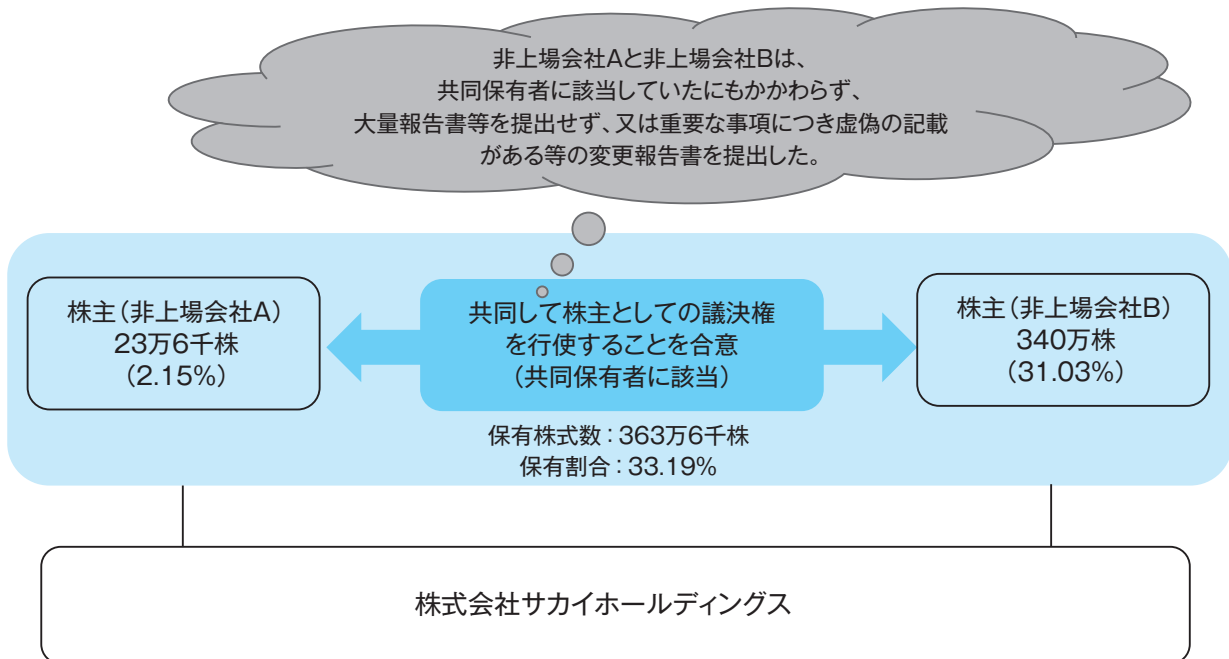 非上場会社Aと非上場会社Bは、
共同保有者に該当していたにもかかわらず、
大量報告書等を提出せず、又は重要な事項につき虚偽の記載
がある等の変更報告書を提出した。
株主（非上場会社A）
23万6千株
（2.15%）
共同して株主としての議決権
を行使することを合意
（共同保有者に該当）
株主（非上場会社B）
340万株
（31.03%）
保有株式数：363万6千株
保有割合：33.19%
株式会社サカイホールディングス